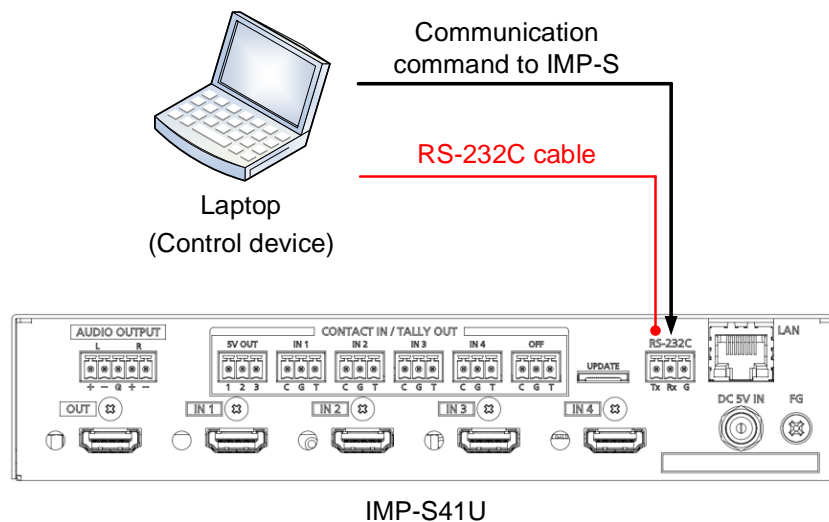 Communication
command to IMP-S
RS-232C cable
Laptop
(Control device)
AUDIO OUTPUT
L R
+ − G + −
CONTACT IN / TALLY OUT
5V OUT IN 1 IN 2 IN 3 IN 4 OFF
1 2 3 C G T C G T C G T C G T C G T
UPDATE
RS-232C
Tx Rx G
LAN
OUT IN 1 IN 2 IN 3 IN 4
DC 5V IN FG
IMP-S41U